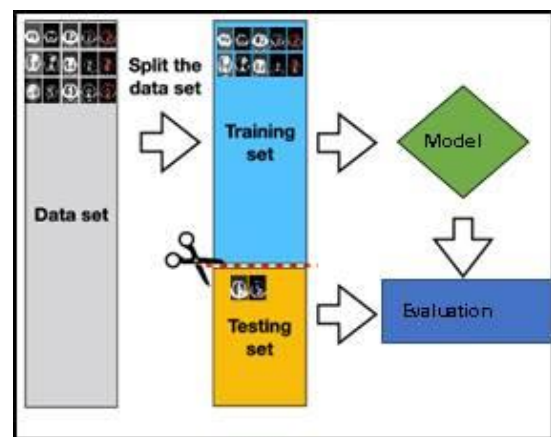 Data set
Split the
data set
Training
set
Testing
set
Model
Evaluation